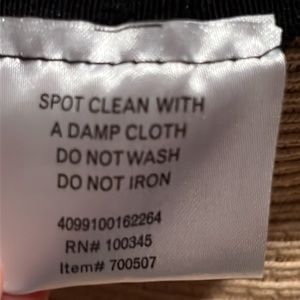 SPOT CLEAN WITH
A DAMP CLOTH
DO NOT WASH
DO NOT IRON
4099100162264
RN# 100345
Item# 700507